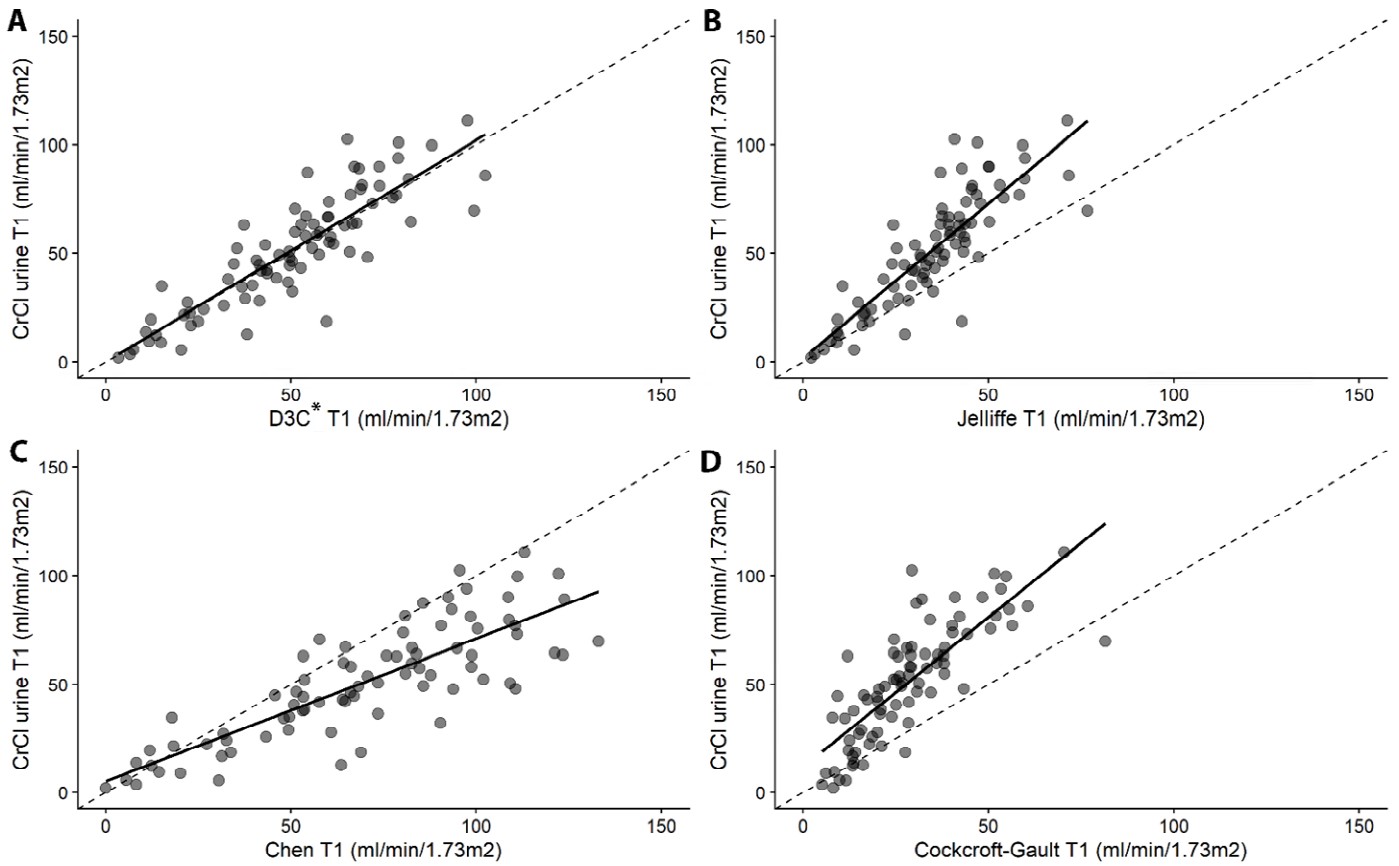 A
CrCl urine T1 (ml/min/1.73m2)
150
100
50
0
0 50 100 150
D3C* T1 (ml/min/1.73m2)
B
CrCl urine T1 (ml/min/1.73m2)
150
100
50
0
0 50 100 150
Jelliffe T1 (ml/min/1.73m2)
C
CrCl urine T1 (ml/min/1.73m2)
150
100
50
0
0 50 100 150
Chen T1 (ml/min/1.73m2)
D
CrCl urine T1 (ml/min/1.73m2)
150
100
50
0
0 50 100 150
Cockcroft-Gault T1 (ml/min/1.73m2)